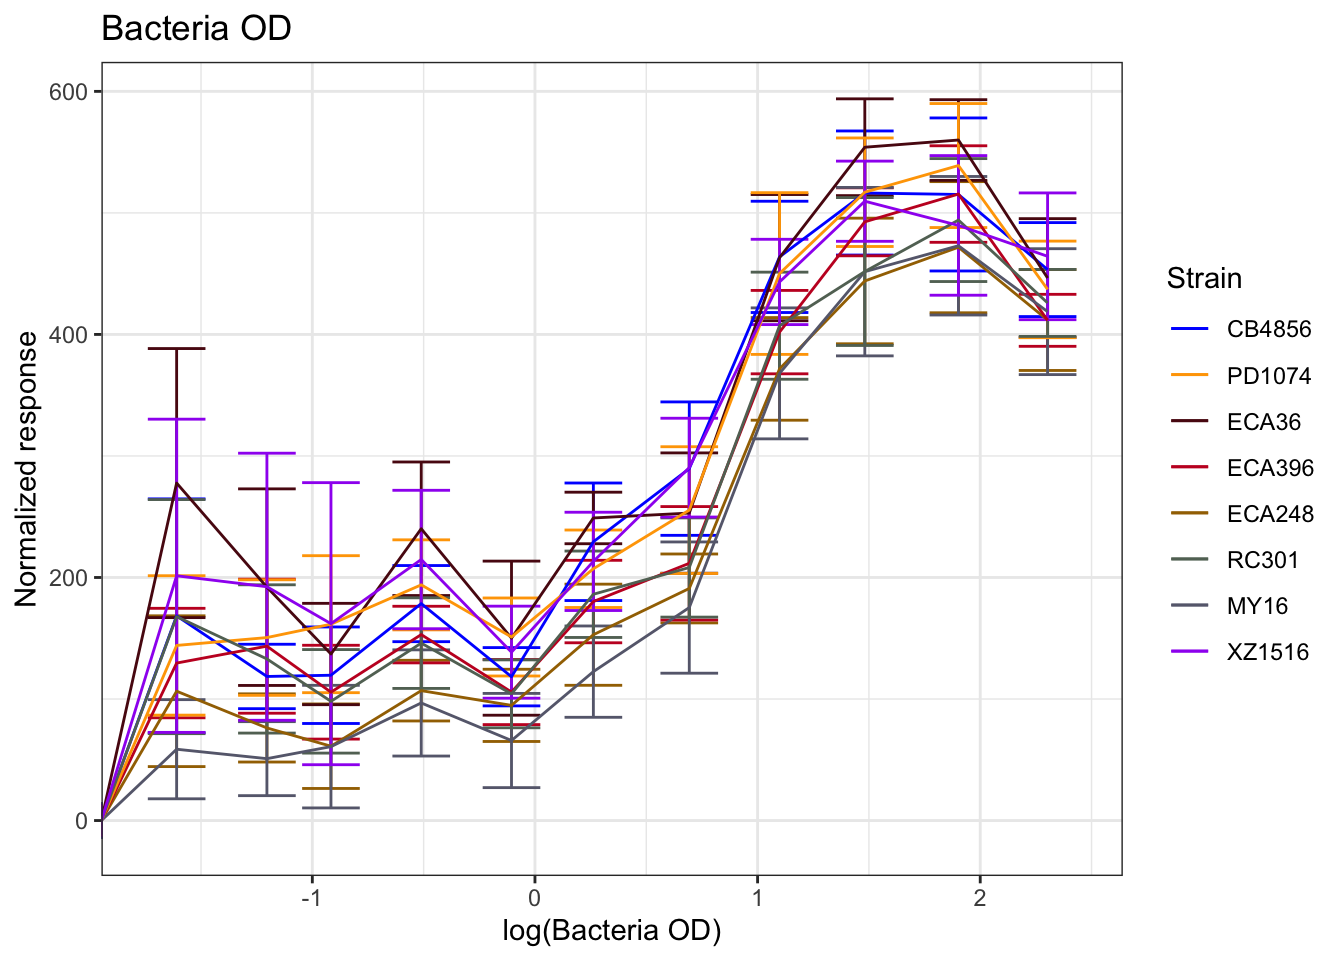 Bacteria OD
Normalized response
600
400
200
0
-1
0
1
2
log(Bacteria OD)
Strain
CB4856
PD1074
ECA36
ECA396
ECA248
RC301
MY16
XZ1516